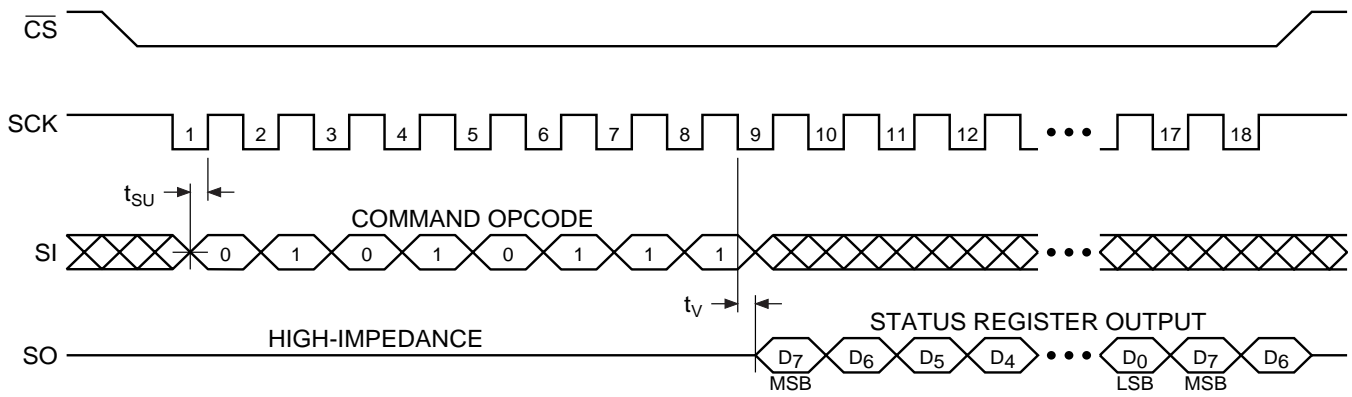 CS
SCK 1 2 3 4 5 6 7 8 9 10 11 12 ••• 17 18
tSU
COMMAND OPCODE
SI 0 1 0 1 0 1 1 1 •••
tV
HIGH-IMPEDANCE STATUS REGISTER OUTPUT
SO D7 D6 D5 D4 ••• D0 D7 D6
MSB LSB MSB